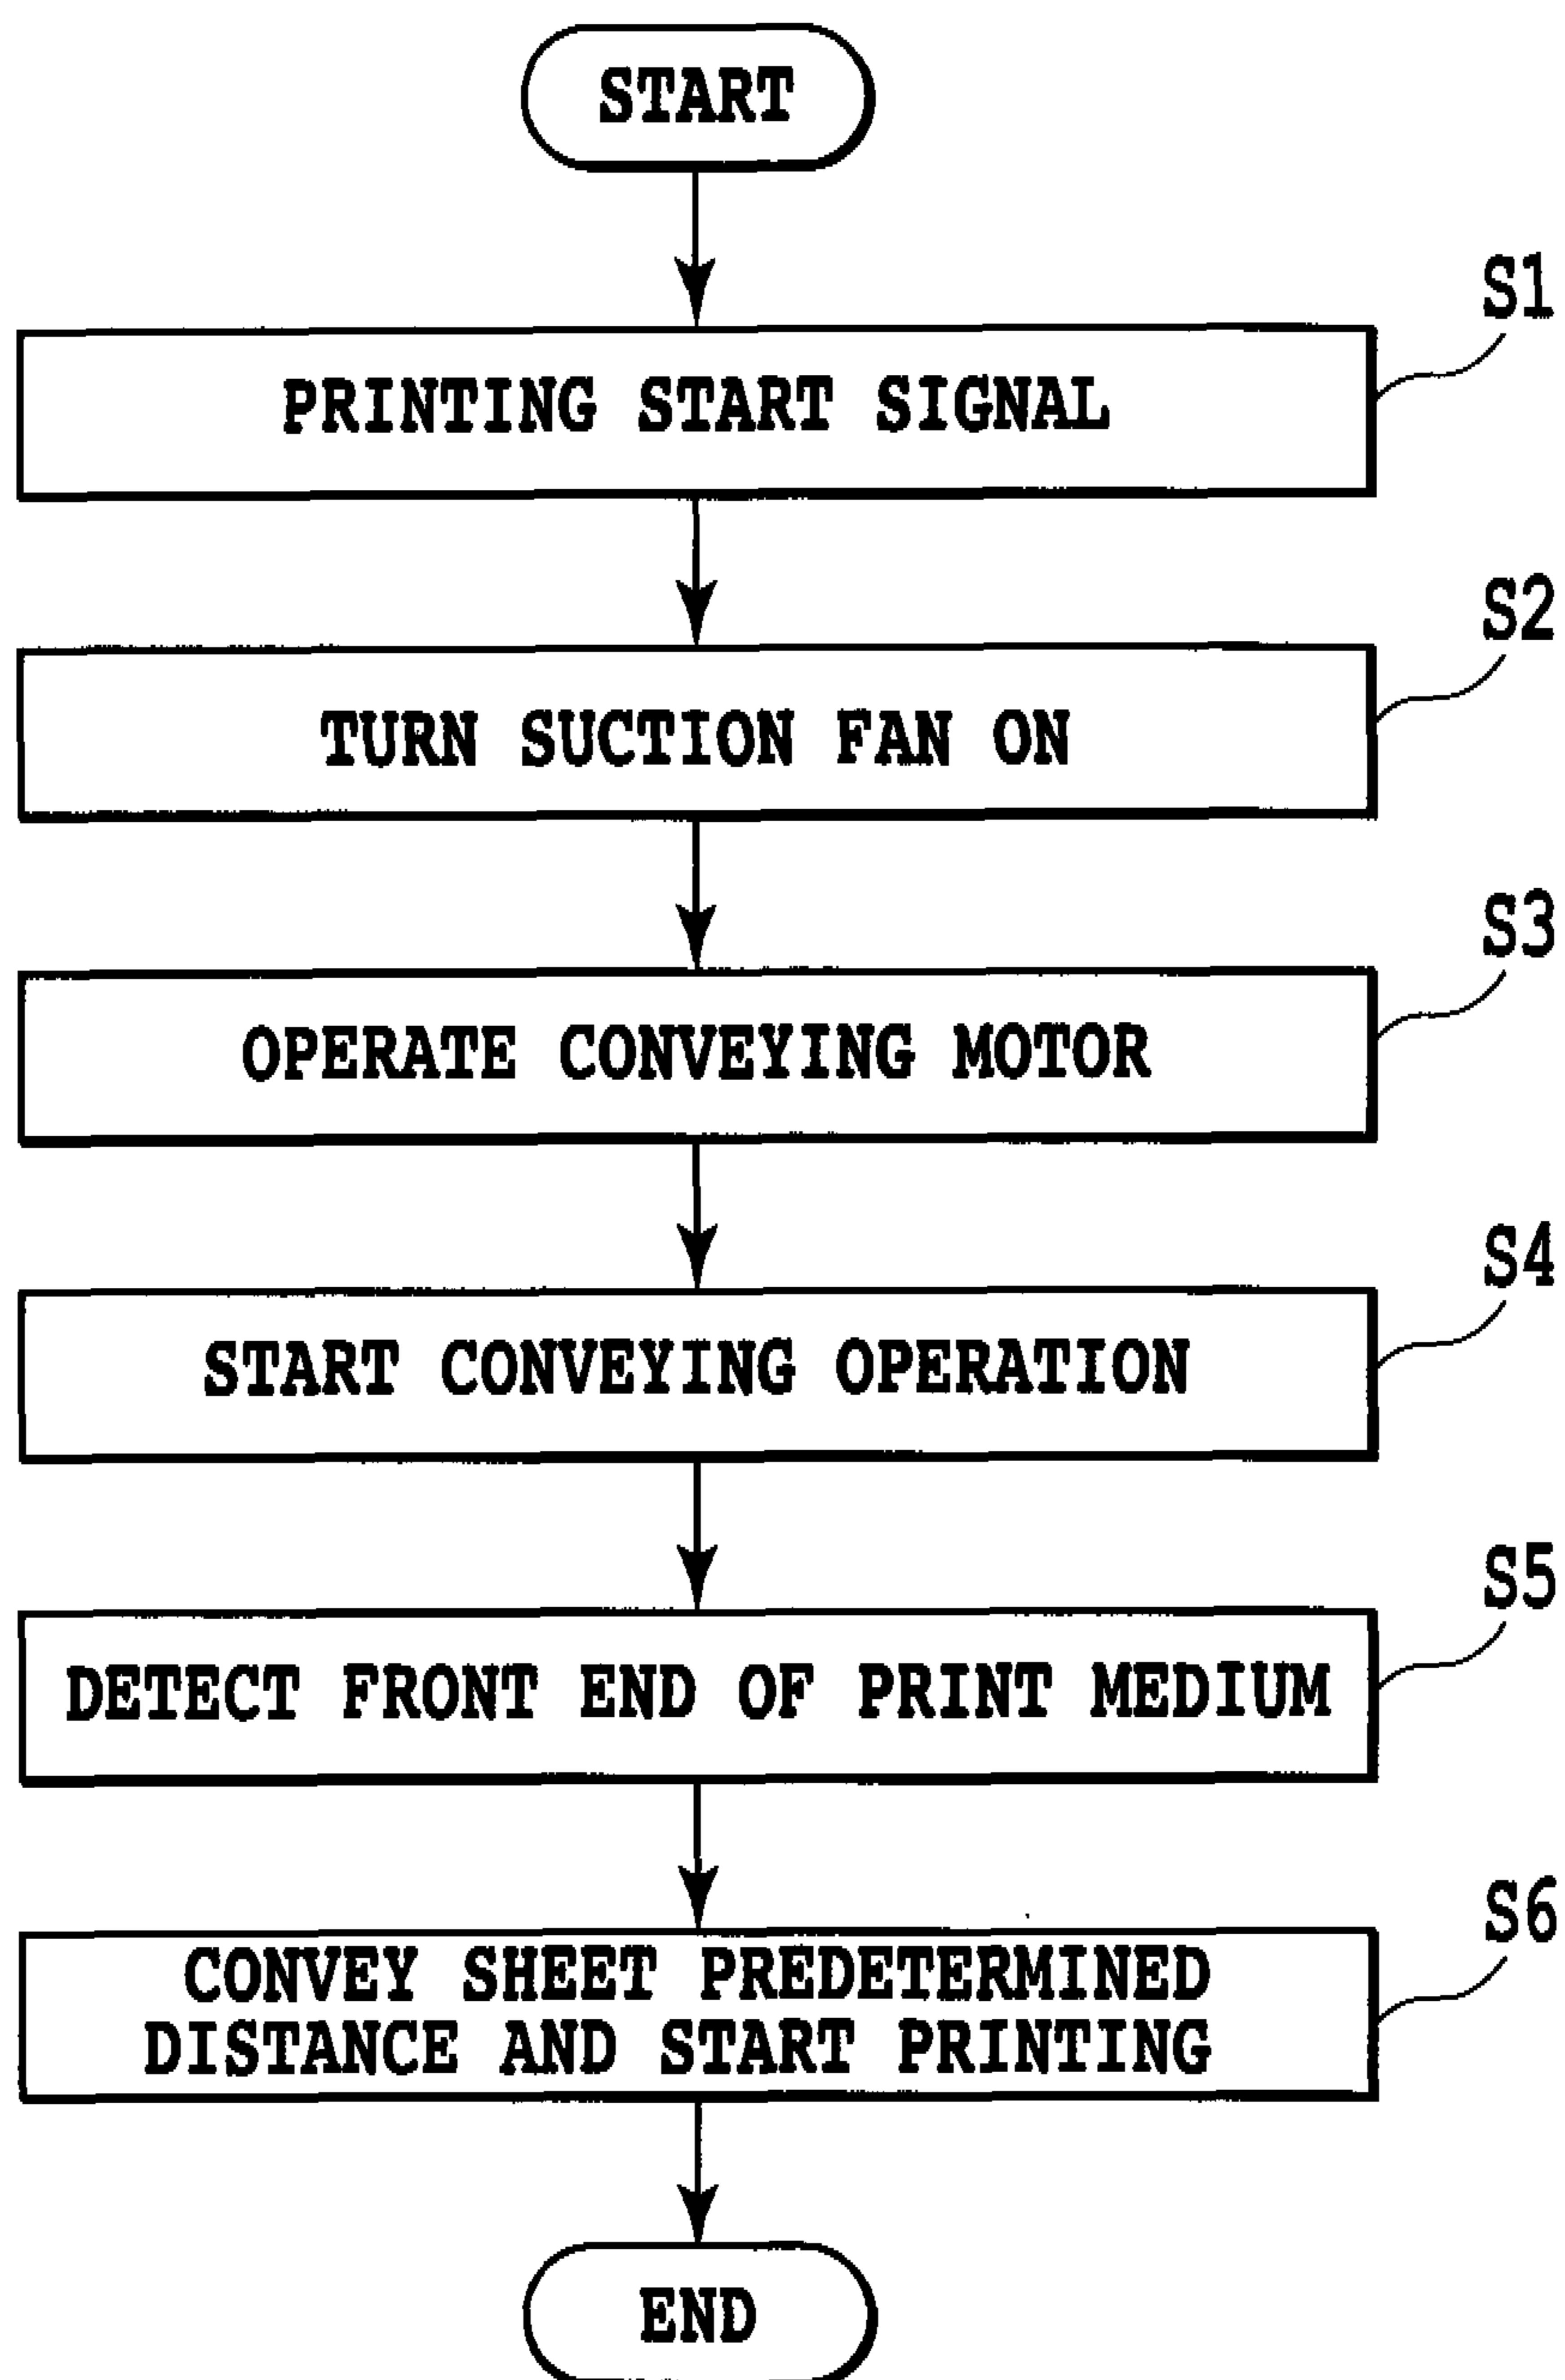 START
S1
PRINTING START SIGNAL
S2
TURN SUCTION FAN ON
S3
OPERATE CONVEYING MOTOR
S4
START CONVEYING OPERATION
S5
DETECT FRONT END OF PRINT MEDIUM
S6
CONVEY SHEET PREDETERMINED
DISTANCE AND START PRINTING
END